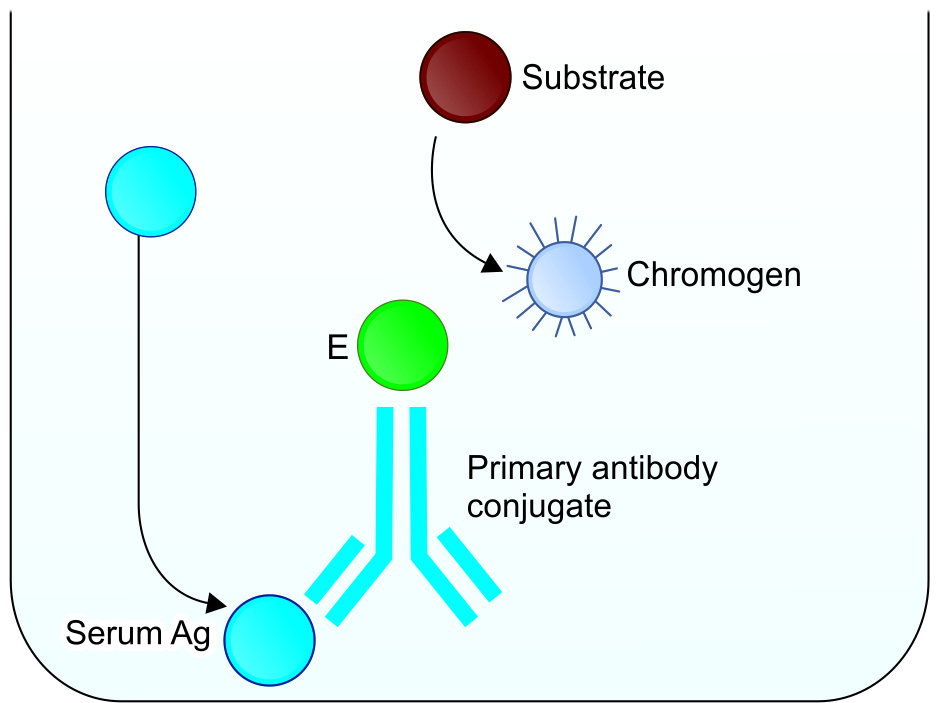 Substrate
Chromogen
E
Primary antibody
conjugate
Serum Ag